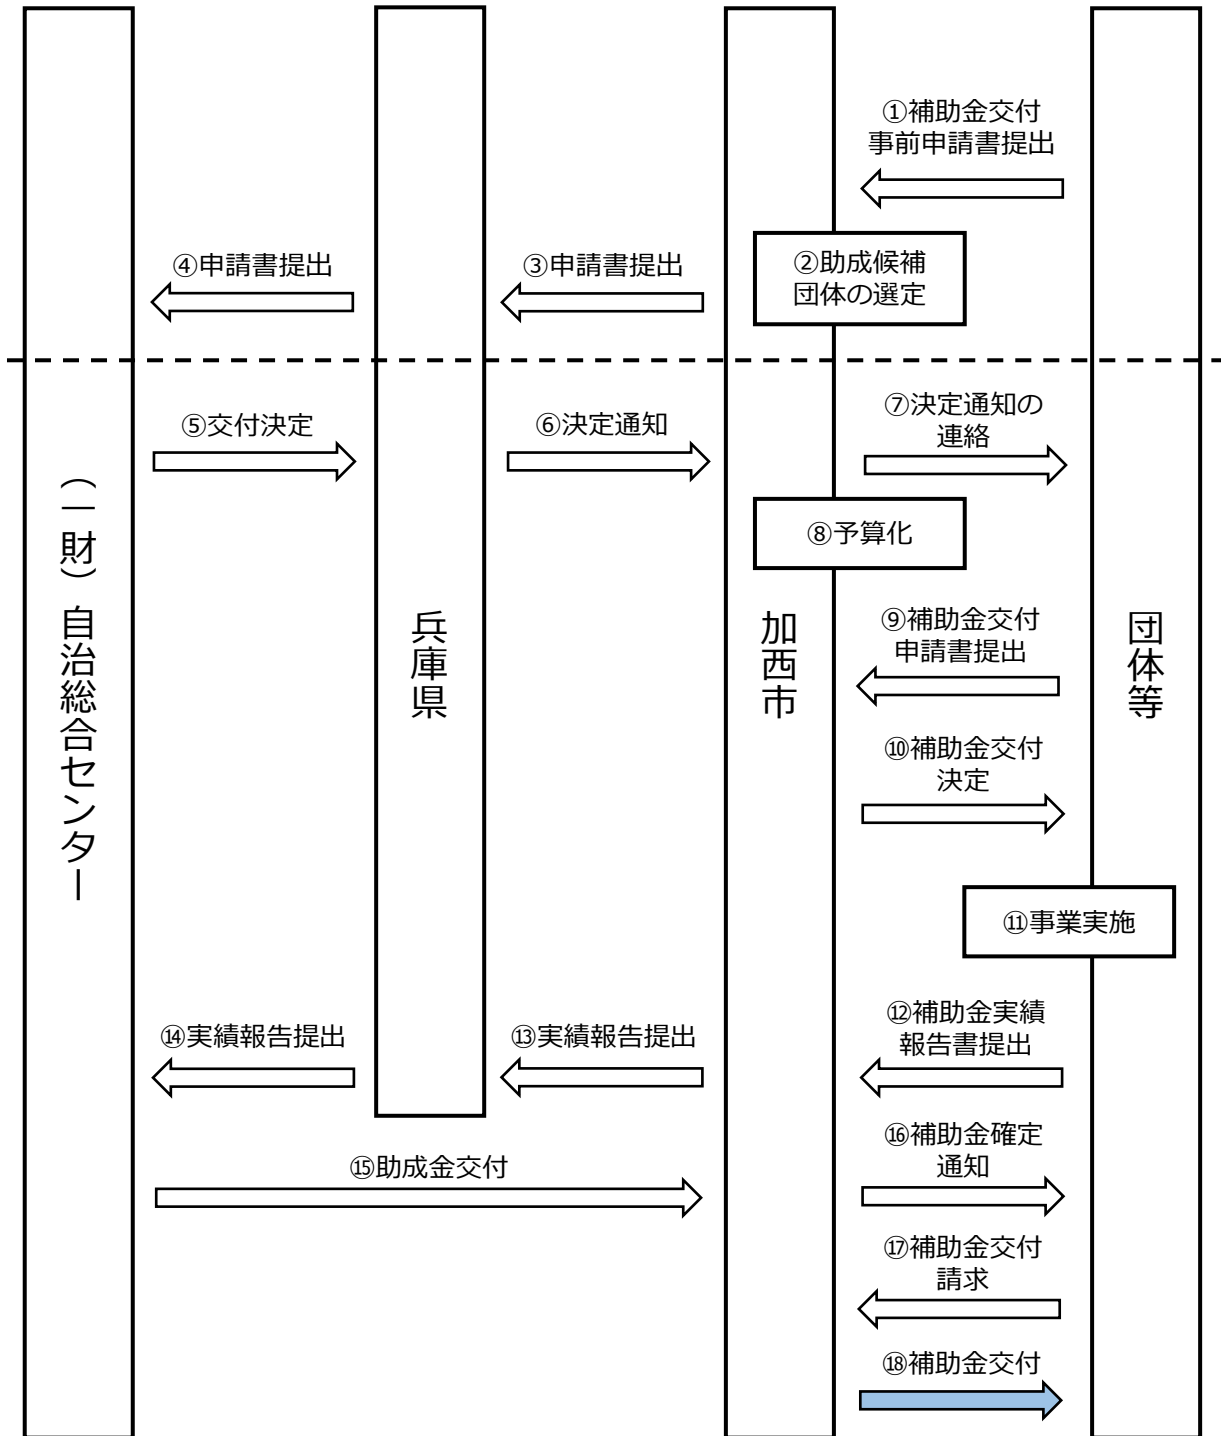 ①補助金交付
事前申請書提出
②助成候補
団体の選定
③申請書提出
④申請書提出
⑤交付決定
⑥決定通知
⑦決定通知の
連絡
⑧予算化
(一財)自治総合センター
兵庫県
加西市
団体等
⑨補助金交付
申請書提出
⑩補助金交付
決定
⑪事業実施
⑫補助金実績
報告書提出
⑬実績報告提出
⑭実績報告提出
⑮助成金交付
⑯補助金確定
通知
⑰補助金交付
請求
⑱補助金交付